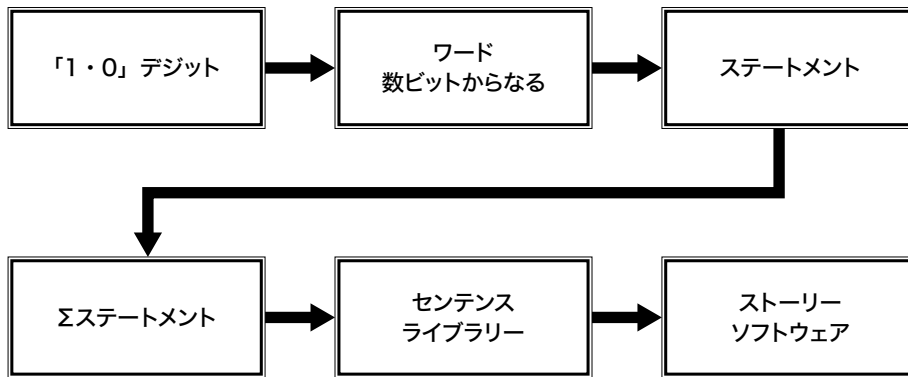 「1・0」デジット
ワード
数ビットからなる
ステートメント
Σステートメント
センテンス
ライブラリー
ストーリー
ソフトウェア